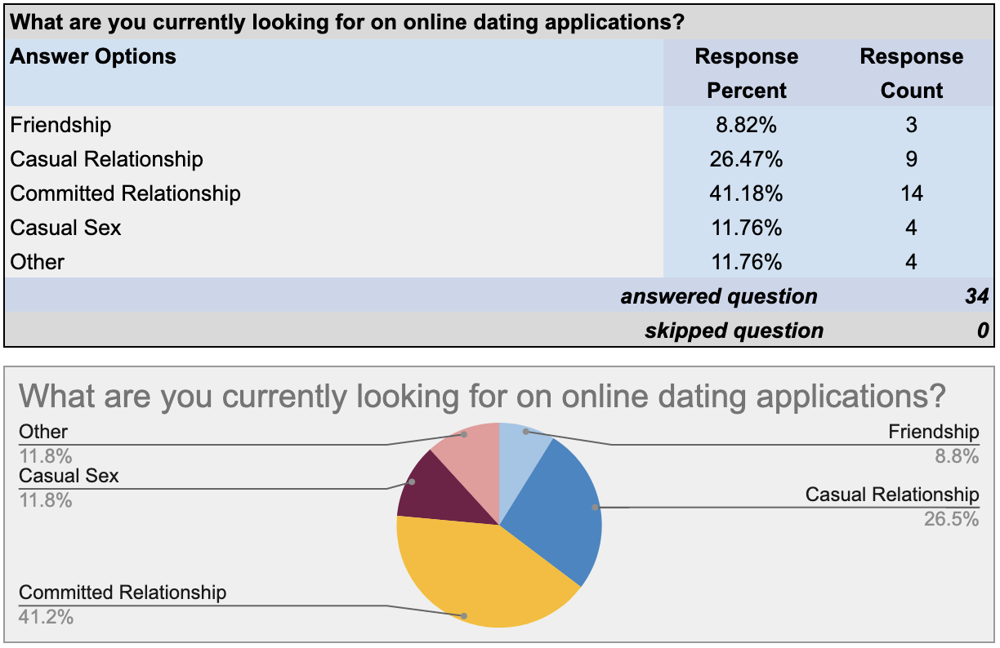 What are you currently looking for on online dating applications?
Answer Options Response Percent Response Count
Friendship 8.82% 3
Casual Relationship 26.47% 9
Committed Relationship 41.18% 14
Casual Sex 11.76% 4
Other 11.76% 4
answered question 34
skipped question 0
What are you currently looking for on online dating applications?
Other
11.8%
Casual Sex
11.8%
Committed Relationship
41.2%
Friendship
8.8%
Casual Relationship
26.5%